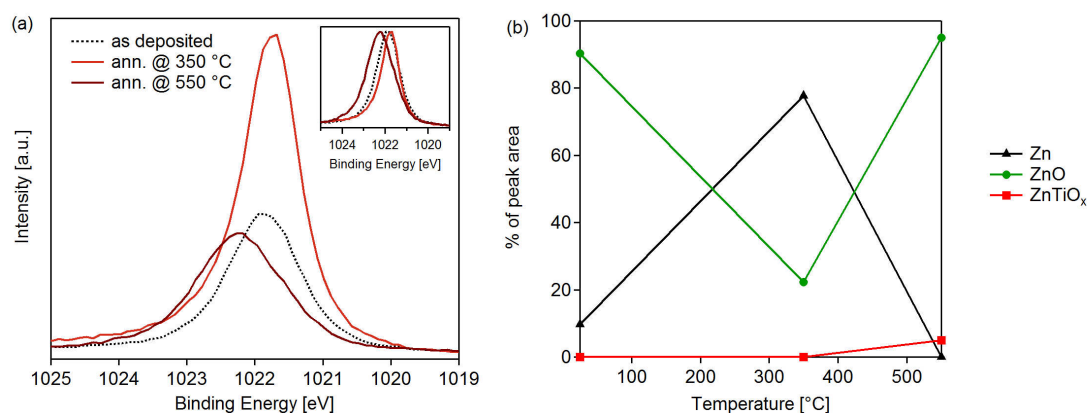 (a)
as deposited
ann. @ 350 °C
ann. @ 550 °C
Intensity [a.u.]
1025 1024 1023 1022 1021 1020 1019
Binding Energy [eV]
1024 1022 1020
Binding Energy [eV]
(b)
% of peak area
100
80
60
40
20
0
100 200 300 400 500
Temperature [°C]
Zn
ZnO
ZnTiOx